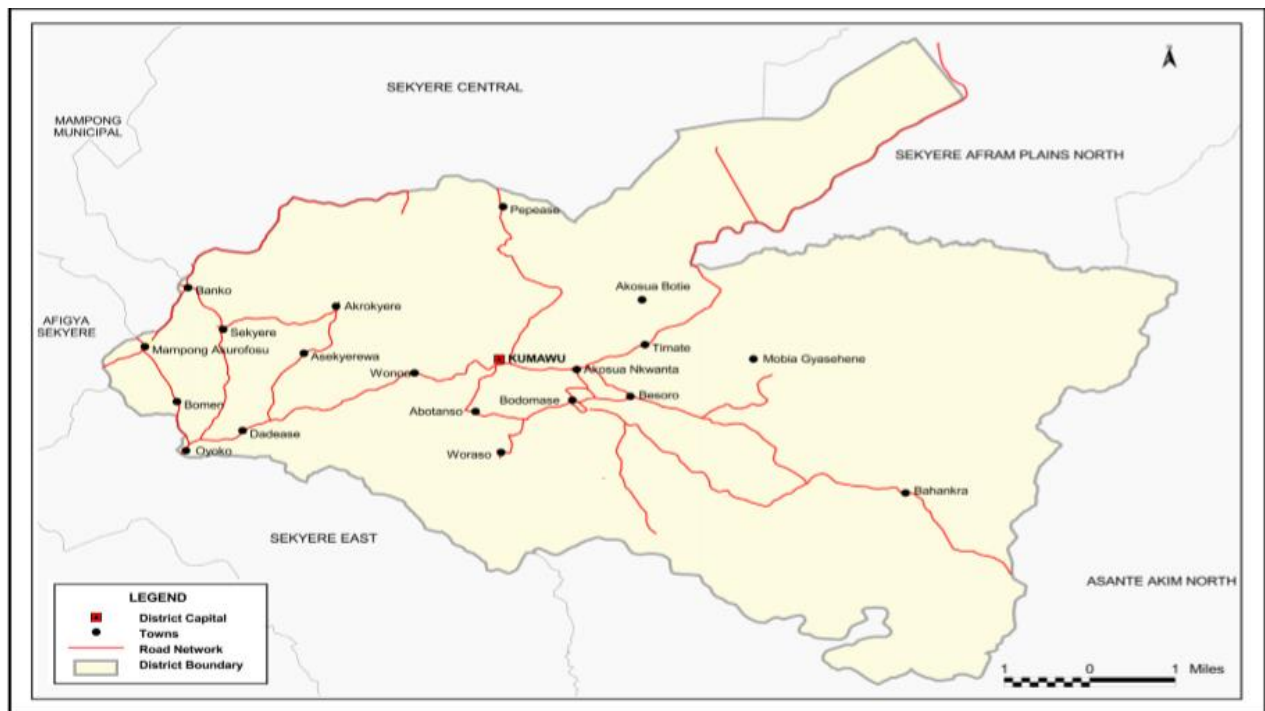 SEKYERE CENTRAL
MAMPONG
MUNICIPAL
SEKYERE AFRAM PLAINS NORTH
Pepease
Banko
Akosua Botie
Akrokyere
AFIGYA
SEKYERE
Sekyere
Mampong Axurofosu
Timate
Asekyerewa
KUMAWU
Mobia Gyasehene
Wonoo
Akosua Nkwanta
Besoro
Bodomase
Bomen
Abotanso
Dadease
Oyoko
Woraso
Bahankra
SEKYERE EAST
ASANTE AKIM NORTH
LEGEND
District Capital
Towns
Road Network
District Boundary
1 0 1 Miles